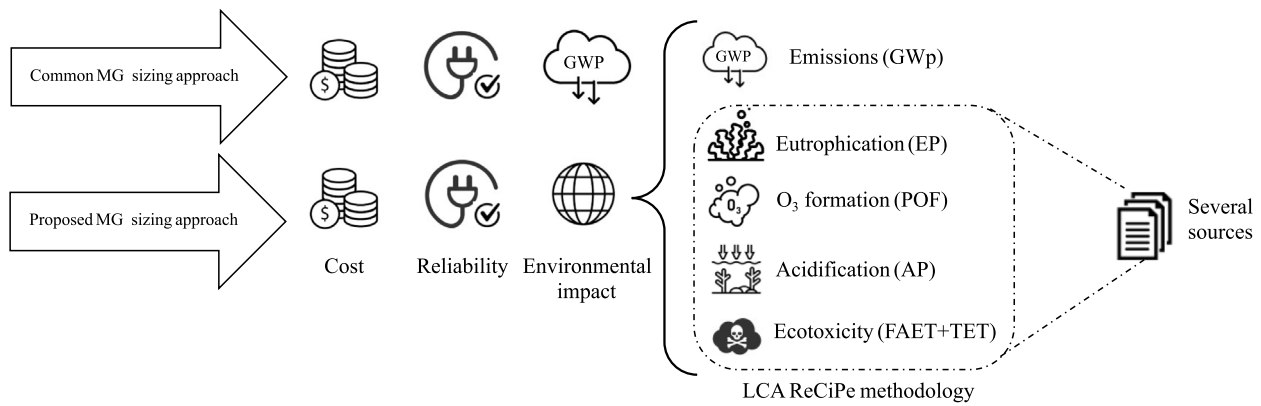 Common MG sizing approach
$
GWP
Proposed MG sizing approach
$
Cost
Reliability
Environmental
impact
GWP
Emissions (GWp)
Eutrophication (EP)
O3
O₃ formation (POF)
Acidification (AP)
Ecotoxicity (FAET+TET)
LCA ReCiPe methodology
Several
sources